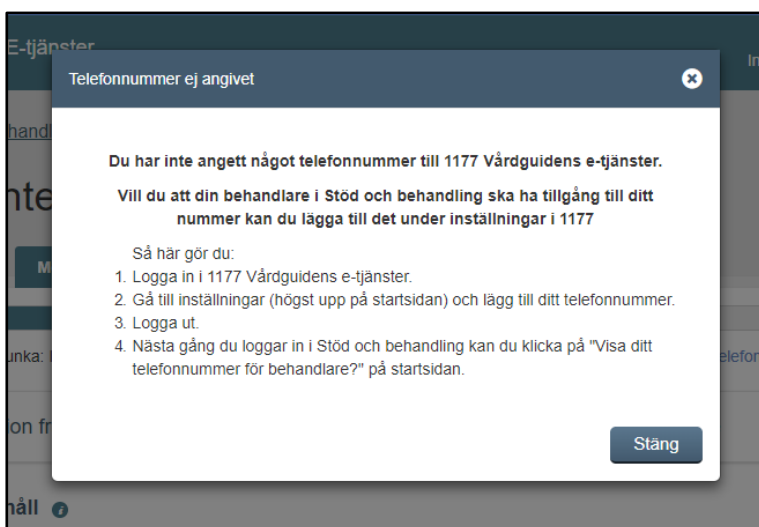 E-tjänster
Telefonnummer ej angivet
Du har inte angett något telefonnummer till 1177 Vårdguidens e-tjänster.
Vill du att din behandlare i Stöd och behandling ska ha tillgång till ditt
nummer kan du lägga till det under inställningar i 1177
Så här gör du:
1. Logga in i 1177 Vårdguidens e-tjänster.
2. Gå till inställningar (högst upp på startsidan) och lägg till ditt telefonnummer.
3. Logga ut.
4. Nästa gång du loggar in i Stöd och behandling kan du klicka på "Visa ditt
telefonnummer för behandlare?" på startsidan.
Stäng